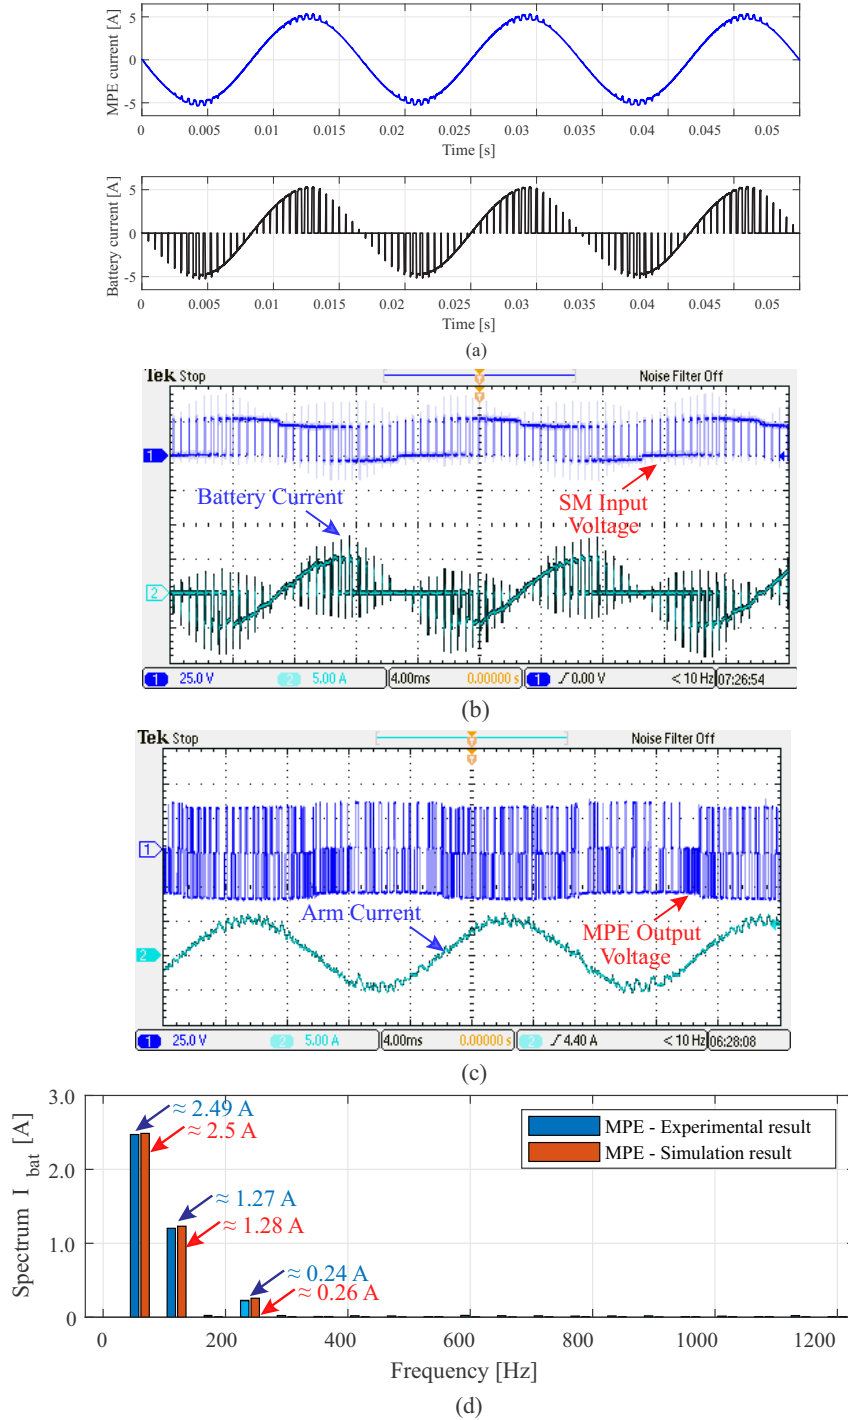 MPE current [A]
5
0
-5
0 0.005 0.01 0.015 0.02 0.025 0.03 0.035 0.04 0.045 0.05
Time [s]
Battery current [A]
5
0
-5
0 0.005 0.01 0.015 0.02 0.025 0.03 0.035 0.04 0.045 0.05
Time [s]
(a)
Tek Stop Noise Filter Off
1
Battery Current
SM Input
Voltage
2
1 25.0 V 2 5.00 A 4.00ms 0.00000 s 1 0.00 V <10 Hz 07:26:54
(b)
Tek Stop Noise Filter Off
1
Arm Current
MPE Output
Voltage
2
1 25.0 V 2 5.00 A 4.00ms 0.00000 s 2 4.40 A <10 Hz 06:28:08
(c)
Spectrum I bat [A]
3.0
2.0
1.0
0
≈ 2.49 A
≈ 2.5 A
≈ 1.27 A
≈ 1.28 A
≈ 0.24 A
≈ 0.26 A
MPE - Experimental result
MPE - Simulation result
0 200 400 600 800 1000 1200
Frequency [Hz]
(d)